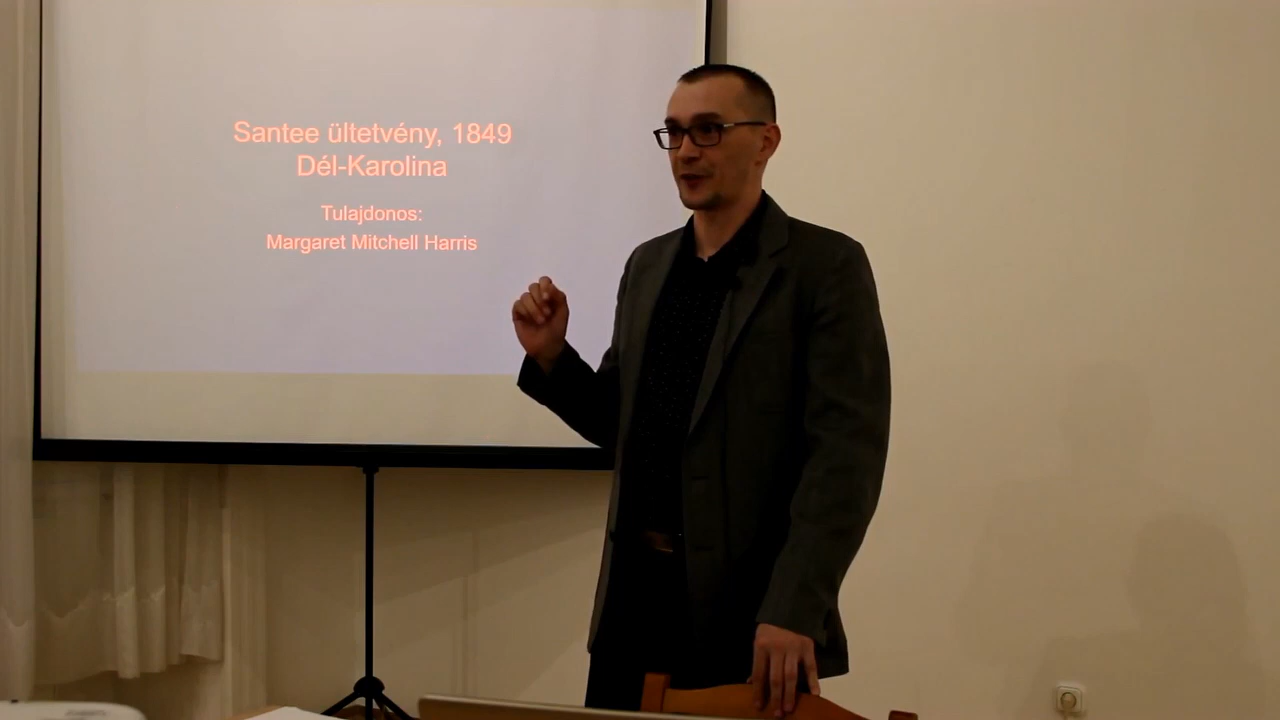 Santee ültetvény, 1849
Dél-Karolina
Tulajdonos:
Margaret Mitchell Harris